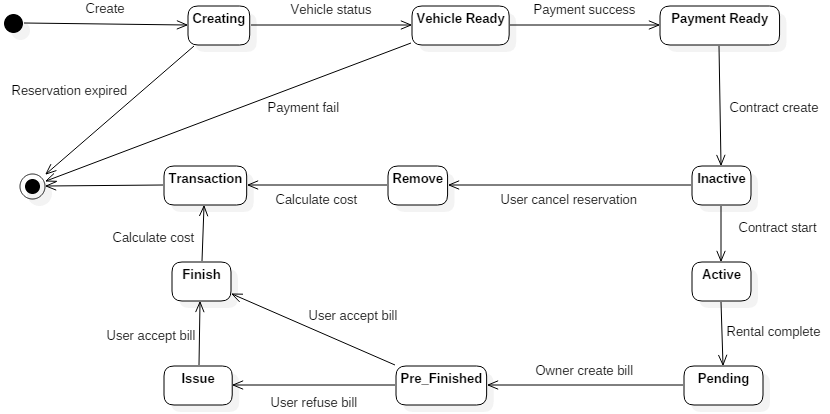 Create
Creating
Vehicle status
Vehicle Ready
Payment success
Payment Ready
Reservation expired
Payment fail
Contract create
Transaction
Calculate cost
Remove
User cancel reservation
Inactive
Contract start
Calculate cost
Finish
User accept bill
Active
User accept bill
Rental complete
Issue
User refuse bill
Pre_Finished
Owner create bill
Pending